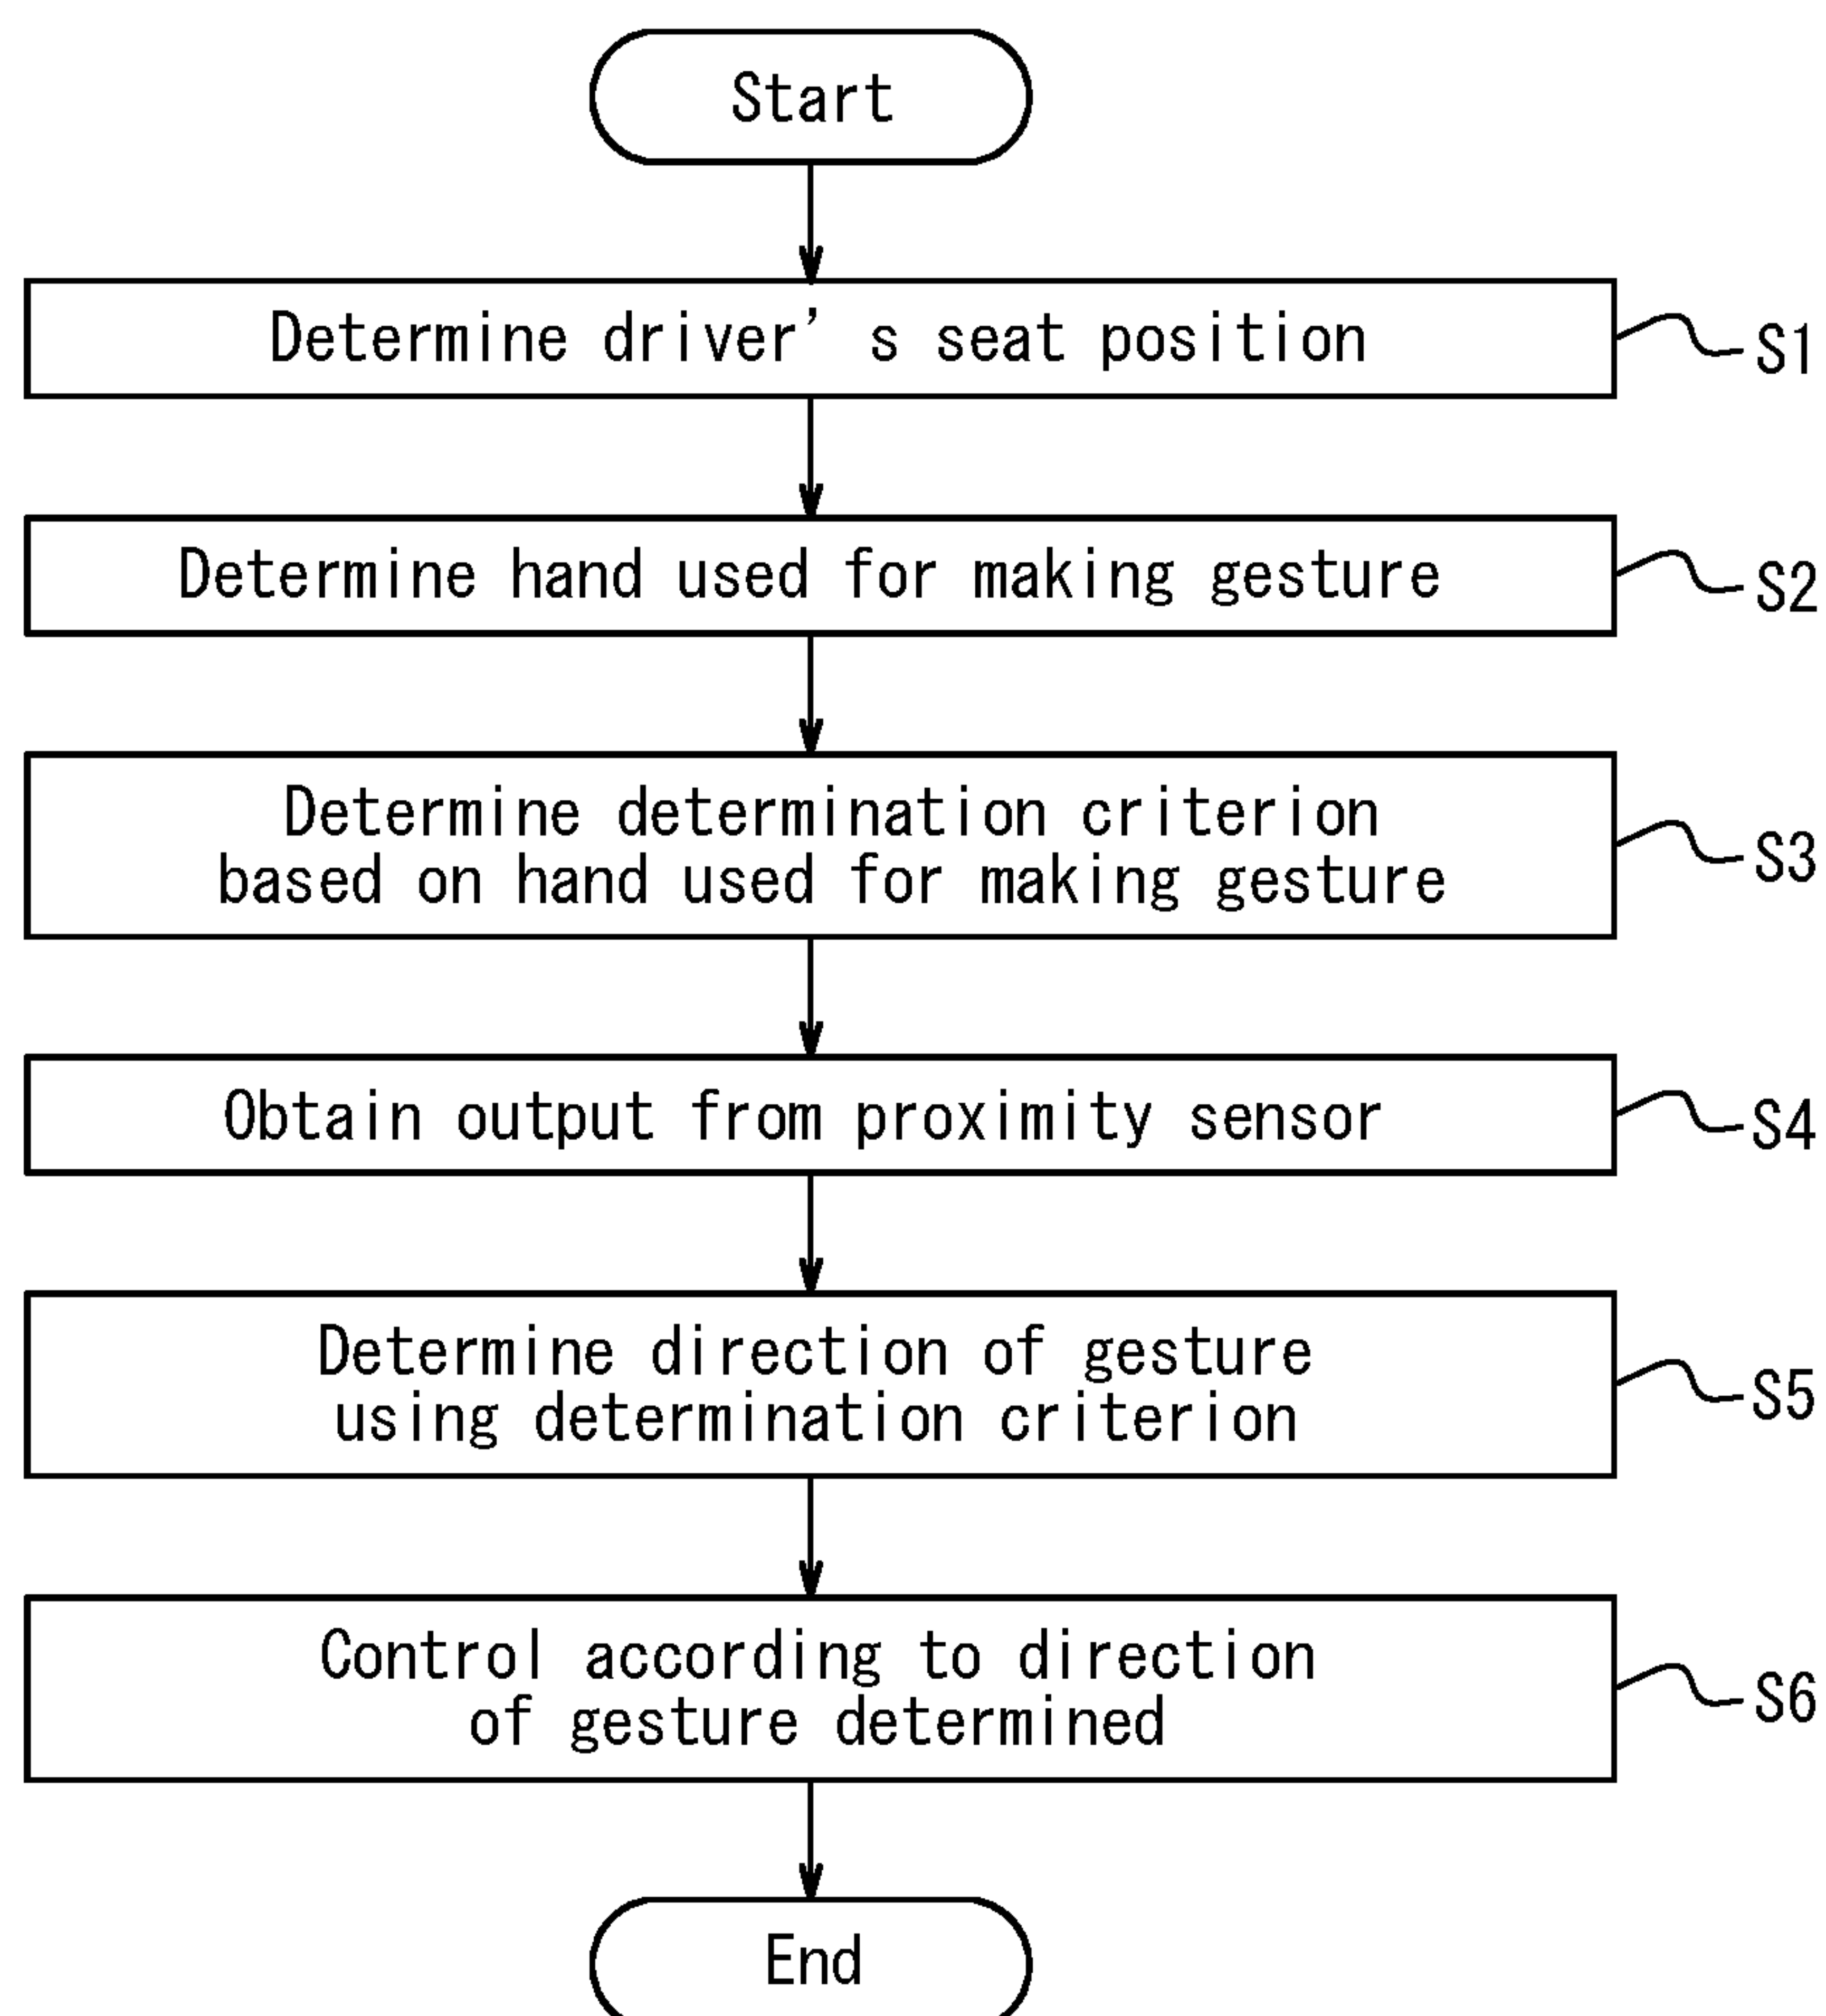 Start
Determine driver's seat position
S1
Determine hand used for making gesture
S2
Determine determination criterion
based on hand used for making gesture
S3
Obtain output from proximity sensor
S4
Determine direction of gesture
using determination criterion
S5
Control according to direction
of gesture determined
S6
End